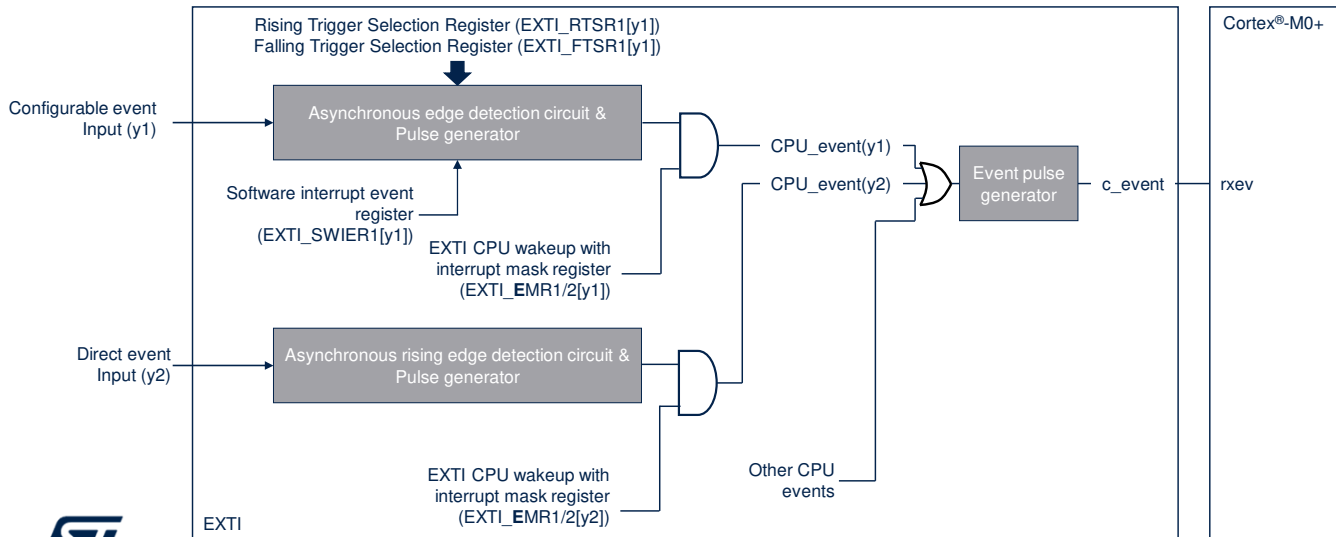 Rising Trigger Selection Register (EXTI_RTSR1[y1])
Falling Trigger Selection Register (EXTI_FTSR1[y1])
Cortex®-M0+
Configurable event
Input (y1)
Asynchronous edge detection circuit &
Pulse generator
CPU_event(y1)
CPU_event(y2)
Event pulse
generator
c_event
rxev
Software interrupt event
register
(EXTI_SWIER1[y1])
EXTI CPU wakeup with
interrupt mask register
(EXTI_EMR1/2[y1])
Direct event
Input (y2)
Asynchronous rising edge detection circuit &
Pulse generator
EXTI CPU wakeup with
interrupt mask register
(EXTI_EMR1/2[y2])
Other CPU
events
EXTI